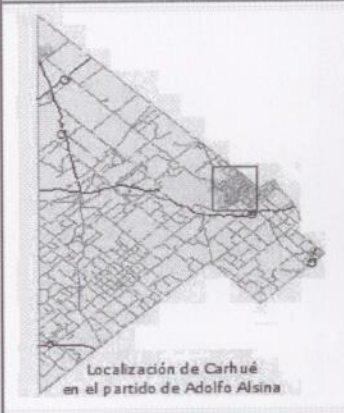 Localización de Carhué
en el partido de Adolfo Alsina